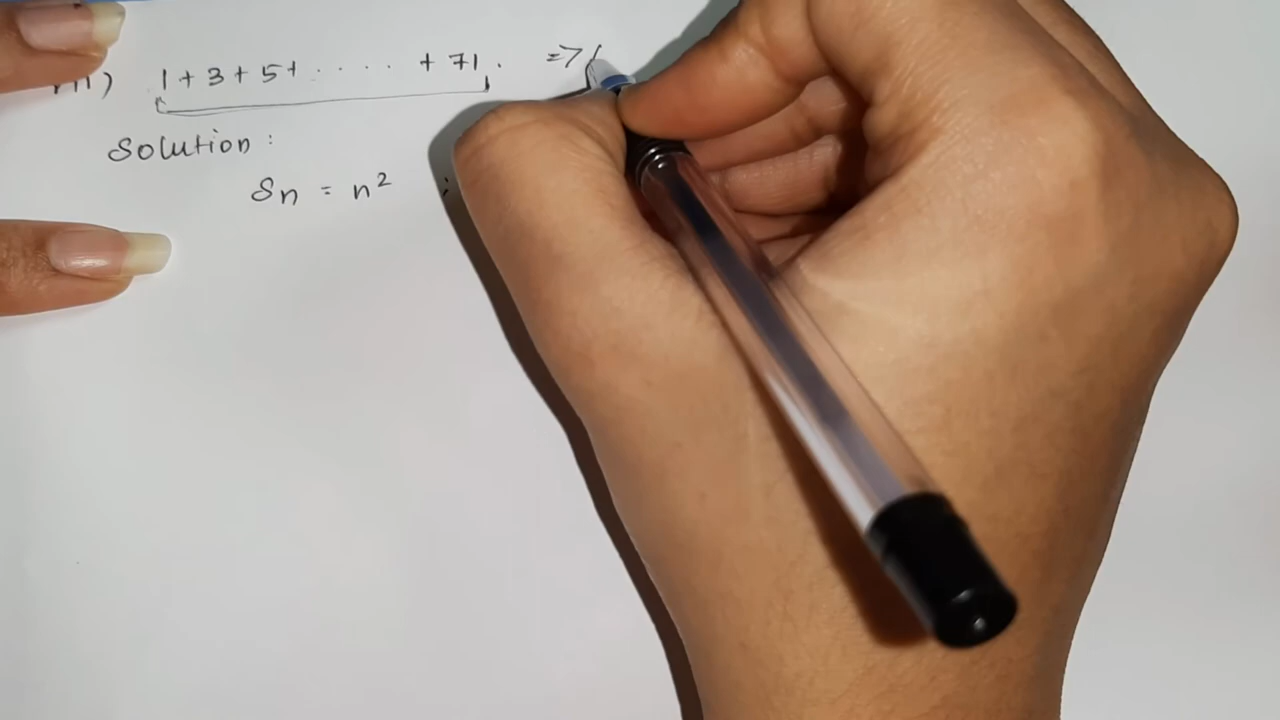 1 + 3 + 5 + . . . . . + 71. =>
Solution :
Sn = n²